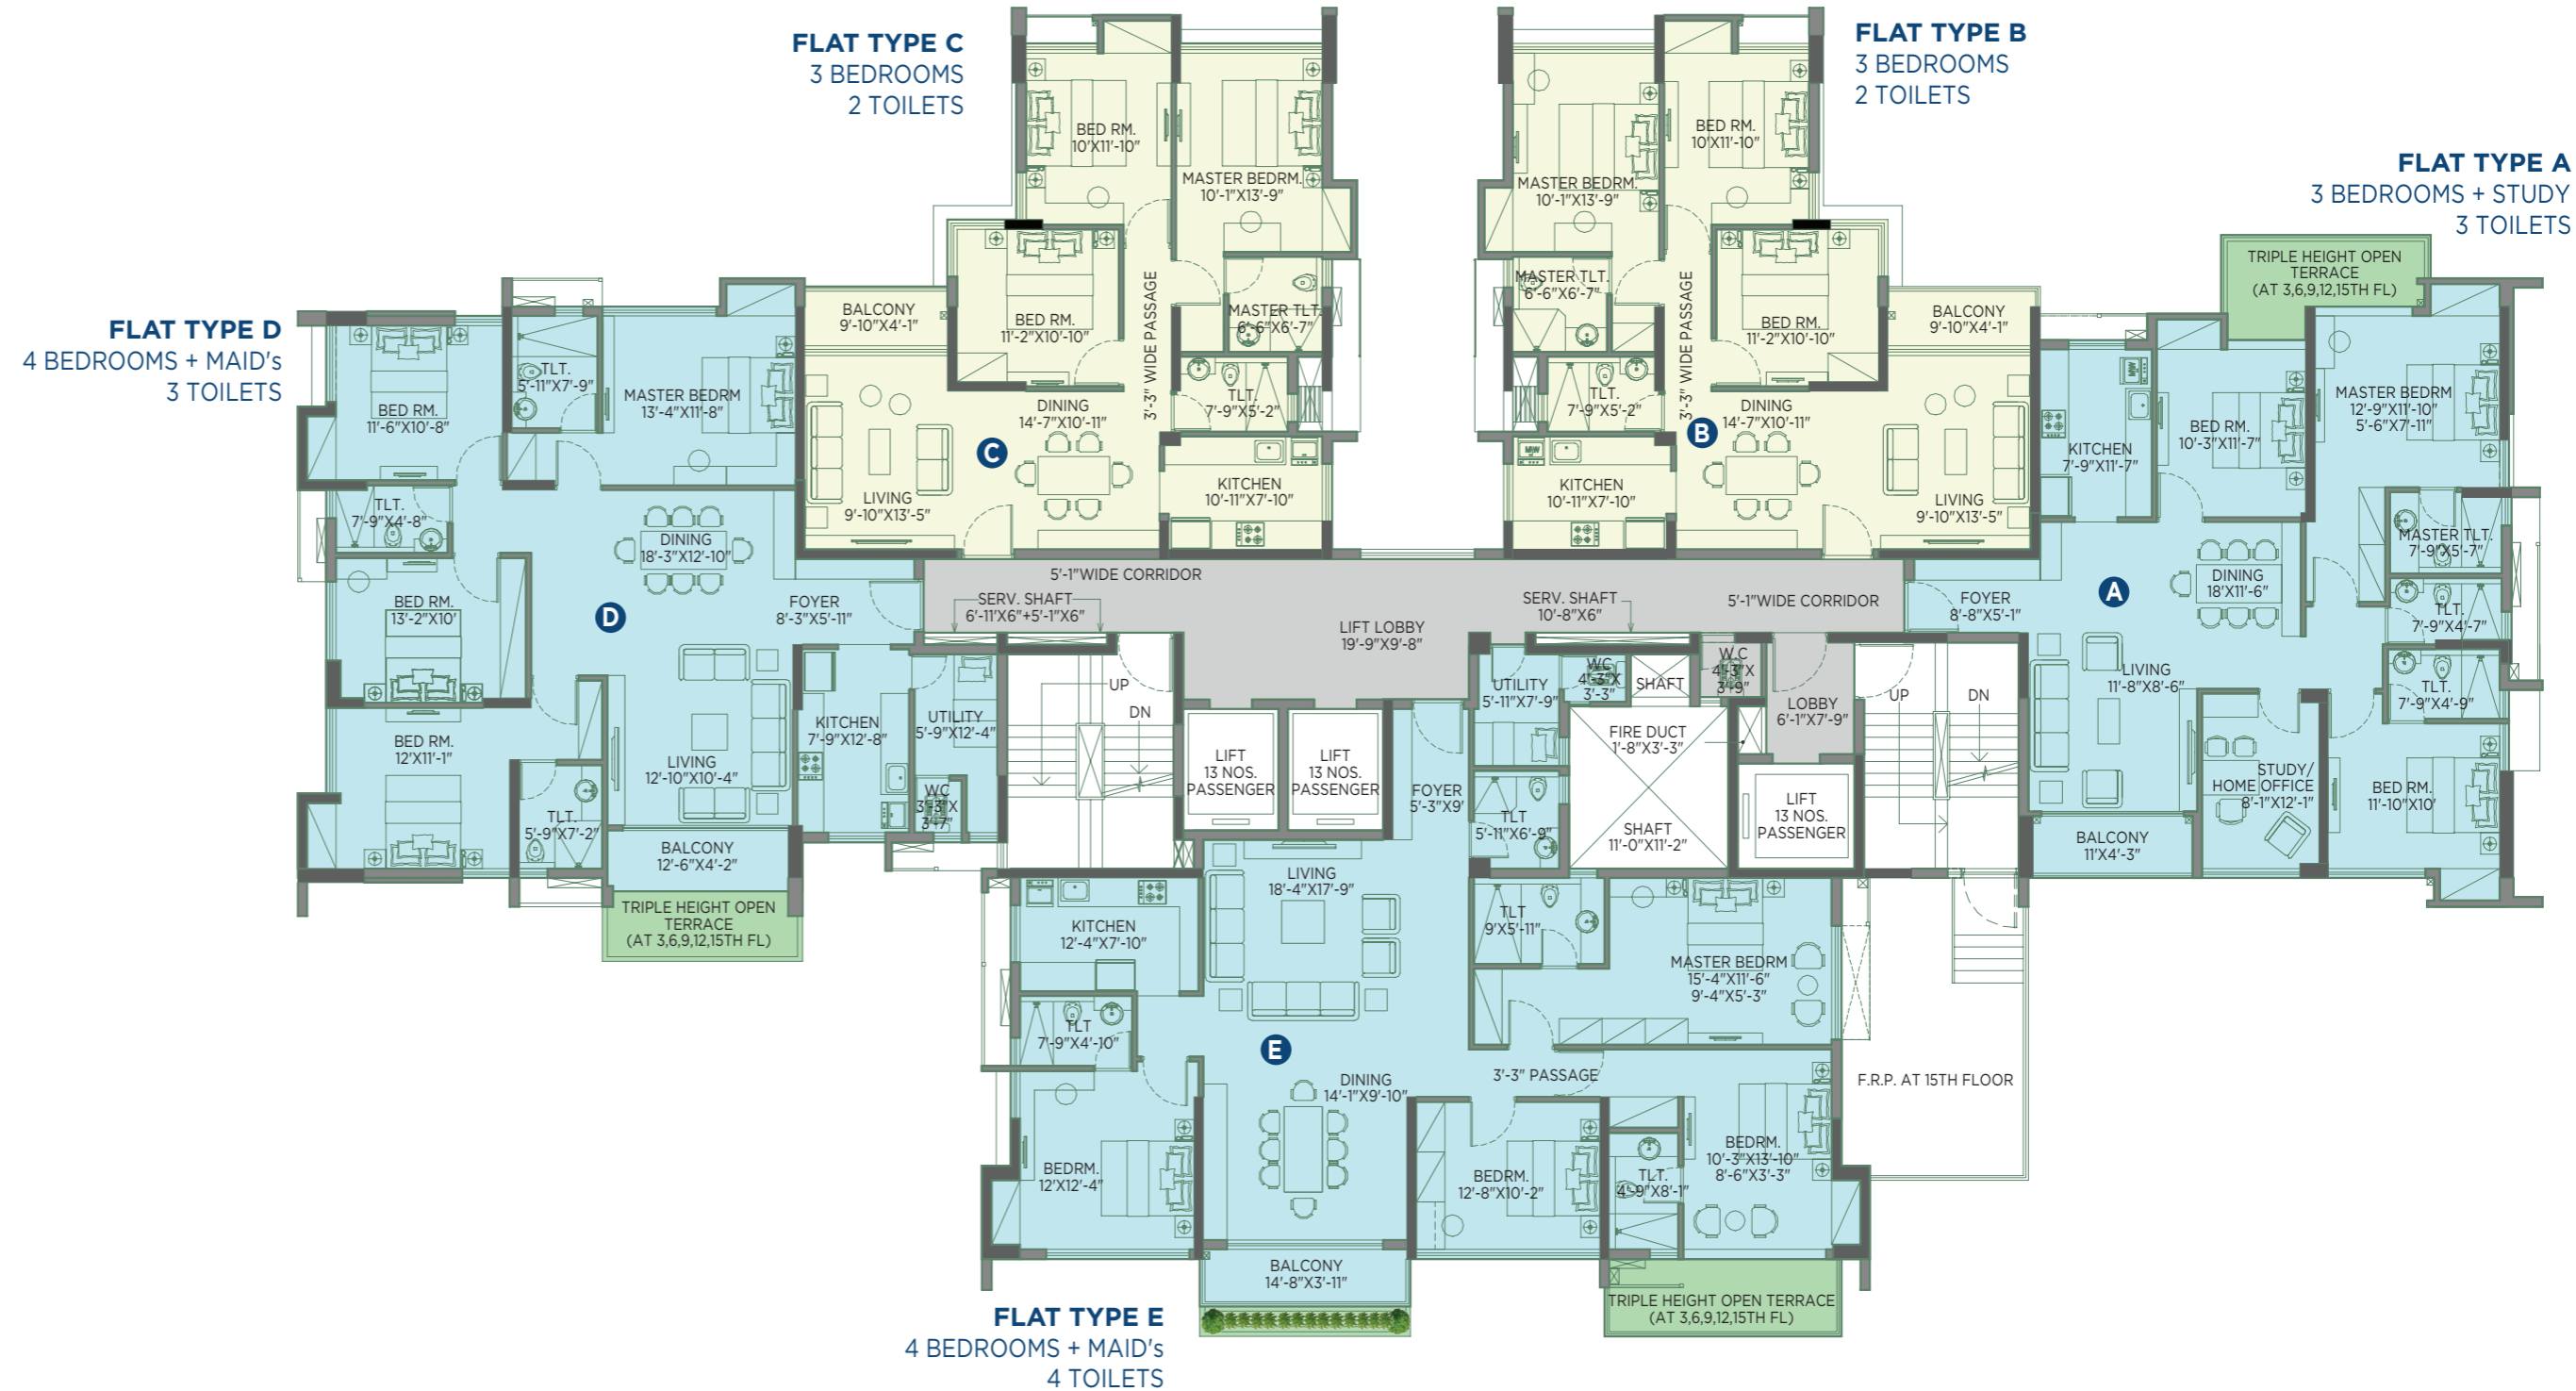 FLAT TYPE C
3 BEDROOMS
2 TOILETS
FLAT TYPE B
3 BEDROOMS
2 TOILETS
FLAT TYPE A
3 BEDROOMS + STUDY
3 TOILETS
FLAT TYPE D
4 BEDROOMS + MAID's
3 TOILETS
FLAT TYPE E
4 BEDROOMS + MAID's
4 TOILETS
BED RM.
10'X11'-10"
MASTER BEDRM.
10'-1"X13'-9"
BED RM.
11'-2"X10'-10"
3'-3" WIDE PASSAGE
MASTER TLT.
6'-6"X6'-7"
TLT.
7'-9"X5'-2"
BALCONY
9'-10"X4'-1"
DINING
14'-7"X10'-11"
C
LIVING
9'-10"X13'-5"
KITCHEN
10'-11"X7'-10"
MASTER BEDRM.
10'-1"X13'-9"
BED RM.
10'X11'-10"
MASTER TLT.
6'-6"X6'-7"
3'-3" WIDE PASSAGE
BED RM.
11'-2"X10'-10"
BALCONY
9'-10"X4'-1"
TLT.
7'-9"X5'-2"
DINING
14'-7"X10'-11"
B
MW
KITCHEN
10'-11"X7'-10"
LIVING
9'-10"X13'-5"
TRIPLE HEIGHT OPEN
TERRACE
(AT 3,6,9,12,15TH FL)
MW
KITCHEN
7'-9"X11'-7"
BED RM.
10'-3"X11'-7"
MASTER BEDRM
12'-9"X11'-10"
5'-6"X7'-11"
MASTER TLT.
7'-9"X5'-7"
A
DINING
18'X11'-6"
TLT.
7'-9"X4'-7"
FOYER
8'-8"X5'-1"
LIVING
11'-8"X8'-6"
TLT.
7'-9"X4'-9"
STUDY/
HOME OFFICE
8'-1"X12'-1"
BED RM.
11'-10"X10'
BALCONY
11'X4'-3"
BED RM.
11'-6"X10'-8"
TLT.
5'-11"X7'-9"
MASTER BEDRM
13'-4"X11'-8"
TLT.
7'-9"X4'-8"
DINING
18'-3"X12'-10"
BED RM.
13'-2"X10'
D
FOYER
8'-3"X5'-11"
BED RM.
12'X11'-1"
LIVING
12'-10"X10'-4"
KITCHEN
7'-9"X12'-8"
UTILITY
5'-9"X12'-4"
WC
3'-3"X
3'-7"
TLT.
5'-9"X7'-2"
BALCONY
12'-6"X4'-2"
TRIPLE HEIGHT OPEN
TERRACE
(AT 3,6,9,12,15TH FL)
5'-1"WIDE CORRIDOR
SERV. SHAFT
6'-11"X6"+5'-1"X6"
LIFT LOBBY
19'-9"X9'-8"
SERV. SHAFT
10'-8"X6"
5'-1"WIDE CORRIDOR
UP
DN
LIFT
13 NOS.
PASSENGER
LIFT
13 NOS.
PASSENGER
FOYER
5'-3"X9'
UTILITY
5'-11"X7'-9"
WC
4'-3"X
3'-3"
SHAFT
W.C
4'-3"X
3'-9"
LOBBY
6'-1"X7'-9"
FIRE DUCT
1'-8"X3'-3"
SHAFT
11'-0"X11'-2"
LIFT
13 NOS.
PASSENGER
UP
DN
TLT
5'-11"X6'-9"
LIVING
18'-4"X17'-9"
KITCHEN
12'-4"X7'-10"
TLT
9'X5'-11"
MASTER BEDRM
15'-4"X11'-6"
9'-4"X5'-3"
TLT
7'-9"X4'-10"
E
DINING
14'-1"X9'-10"
3'-3" PASSAGE
F.R.P. AT 15TH FLOOR
BEDRM.
12'X12'-4"
BEDRM.
12'-8"X10'-2"
TLT.
4'-9"X8'-1"
BEDRM.
10'-3"X13'-10"
8'-6"X3'-3"
BALCONY
14'-8"X3'-11"
TRIPLE HEIGHT OPEN TERRACE
(AT 3,6,9,12,15TH FL)